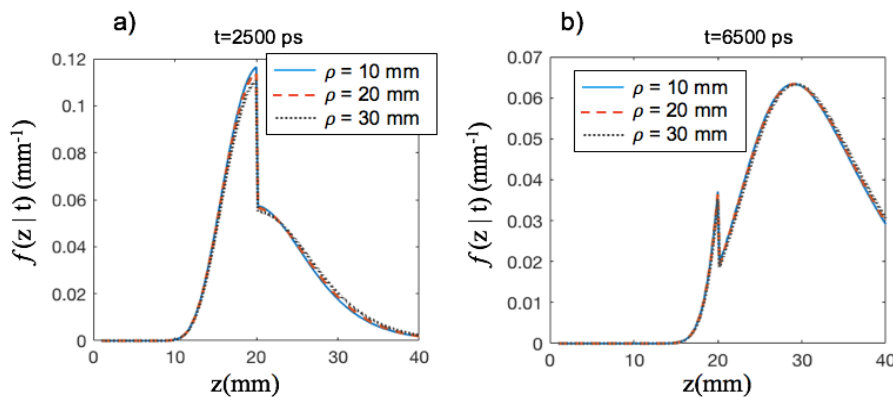 a)
t=2500 ps
0.12
0.1
0.08
0.06
0.04
0.02
0
0
10
20
30
40
f(z | t) (mm⁻¹)
z(mm)
ρ = 10 mm
ρ = 20 mm
ρ = 30 mm
b)
t=6500 ps
0.07
0.06
0.05
0.04
0.03
0.02
0.01
0
0
10
20
30
40
f(z | t) (mm⁻¹)
z(mm)
ρ = 10 mm
ρ = 20 mm
ρ = 30 mm